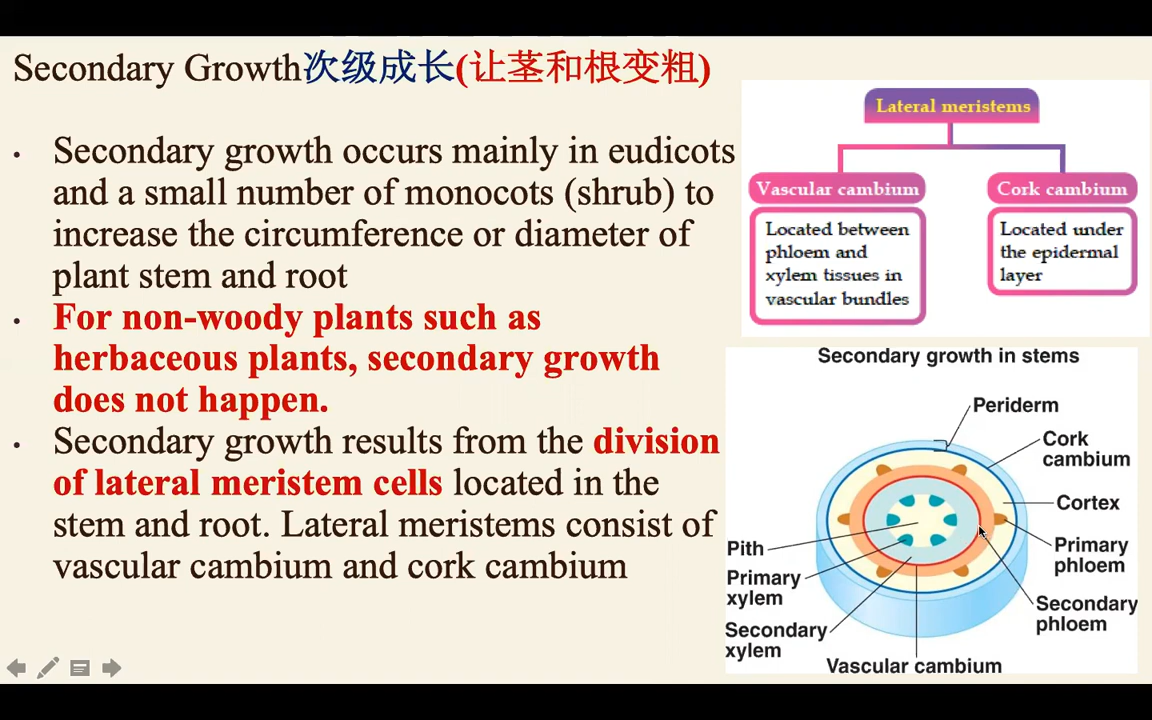 Secondary Growth次级成长(让茎和根变粗)
• Secondary growth occurs mainly in eudicots
and a small number of monocots (shrub) to
increase the circumference or diameter of
plant stem and root
• For non-woody plants such as
herbaceous plants, secondary growth
does not happen.
• Secondary growth results from the division
of lateral meristem cells located in the
stem and root. Lateral meristems consist of
vascular cambium and cork cambium
Lateral meristems
Vascular cambium
Located between
phloem and
xylem tissues in
vascular bundles
Cork cambium
Located under
the epidermal
layer
Secondary growth in stems
Periderm
Cork
cambium
Cortex
Primary
phloem
Secondary
phloem
Pith
Primary
xylem
Secondary
xylem
Vascular cambium